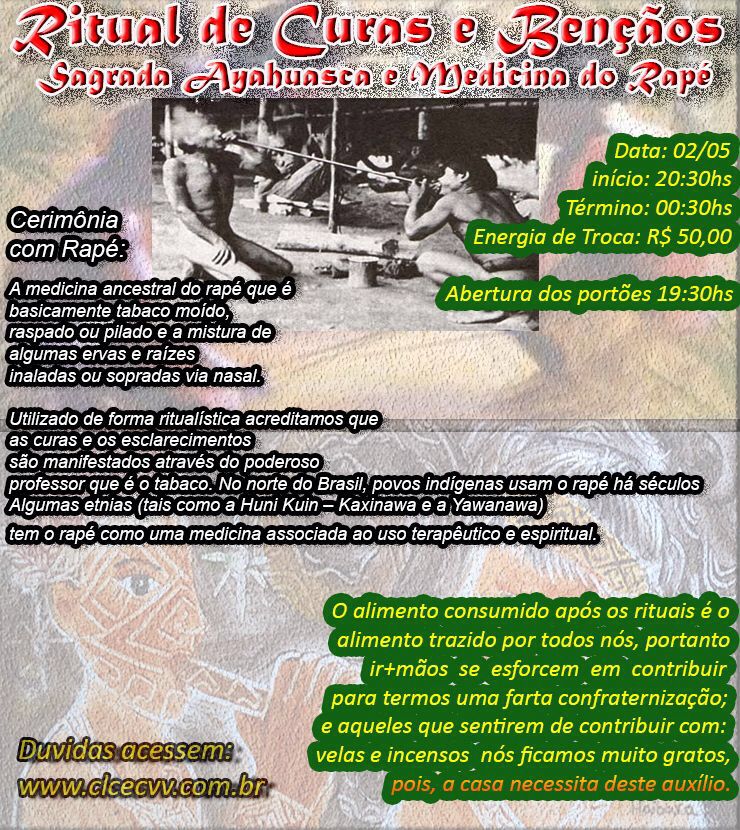 Ritual de Curas e Bençãos
Sagrada Ayahuasca e Medicina do Rapé
Data: 02/05
início: 20:30hs
Término: 00:30hs
Energia de Troca: R$ 50,00
Abertura dos portões 19:30hs
Cerimônia
com Rapé:
A medicina ancestral do rapé que é
basicamente tabaco moído,
raspado ou pilado e a mistura de
algumas ervas e raízes
inaladas ou sopradas via nasal.
Utilizado de forma ritualística acreditamos que
as curas e os esclarecimentos
são manifestados através do poderoso
professor que é o tabaco. No norte do Brasil, povos indígenas usam o rapé há séculos
Algumas etnias (tais como a Huni Kuin – Kaxinawa e a Yawanawa)
tem o rapé como uma medicina associada ao uso terapêutico e espiritual.
O alimento consumido após os rituais é o
alimento trazido por todos nós, portanto
ir+mãos se esforcem em contribuir
para termos uma farta confraternização;
e aqueles que sentirem de contribuir com:
velas e incensos nós ficamos muito gratos,
pois, a casa necessita deste auxílio.
Duvidas acessem:
www.clcecvv.com.br